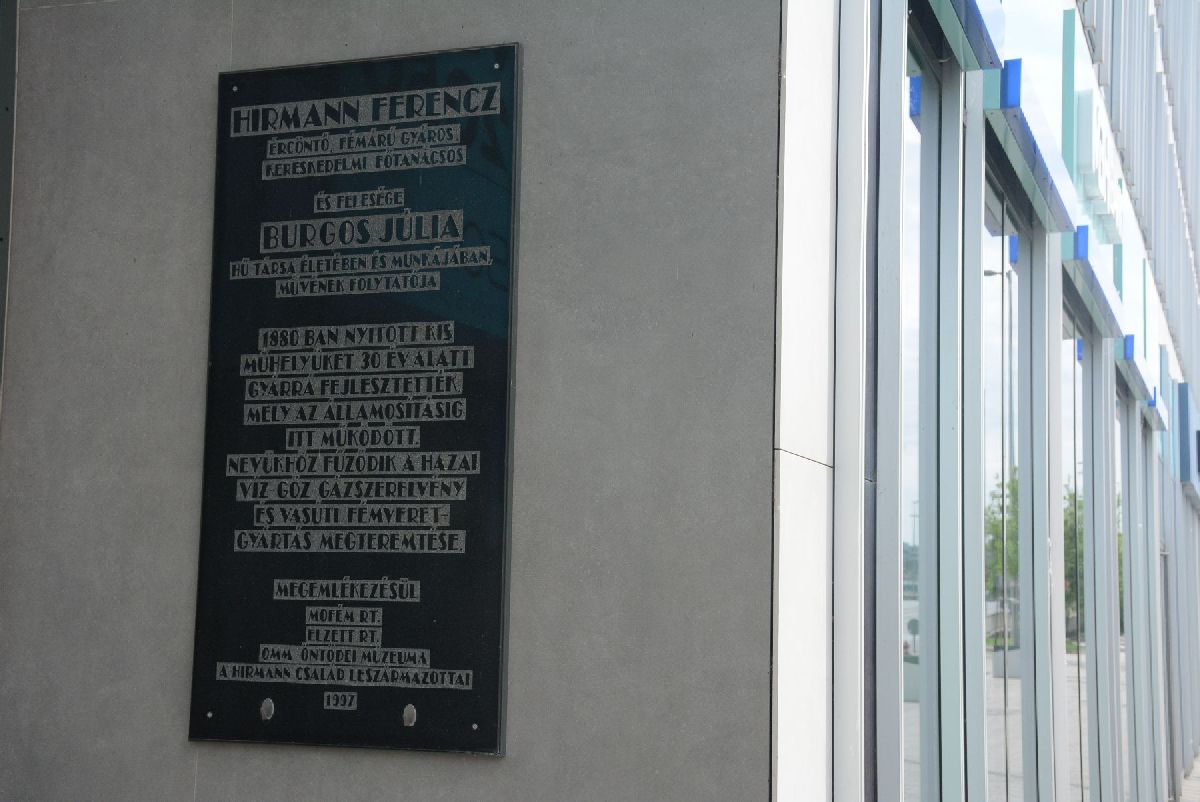 HIRMANN FERENCZ
ÉRCÖNTŐ, FÉMÁRÚ GYÁROS
KERESKEDELMI FŐTANÁCSOS
ÉS FELESÉGE
BURGOS JÚLIA
HŰ TÁRSA ÉLETÉBEN ÉS MUNKÁJÁBAN,
MŰVÉNEK FOLYTATÓJA
1880 BAN NYITOTT KIS
MŰHELYÜKET 30 ÉV ALATT
GYÁRRÁ FEJLESZTETTÉK,
MELY AZ ÁLLAMOSÍTÁSIG
ITT MŰKÖDÖTT.
NEVÜKHÖZ FŰZŐDIK A HAZAI
VÍZ GŐZ GÁZSZERELVÉNY
ÉS VASÚTI FÉMVERET-
GYÁRTÁS MEGTEREMTÉSE.
MEGEMLÉKEZÉSÜL
MOFÉM RT.
ELZETT RT.
OMM. ÖNTÖDEI MÚZEUMA
A HIRMANN CSALÁD LESZÁRMAZOTTAI
1997